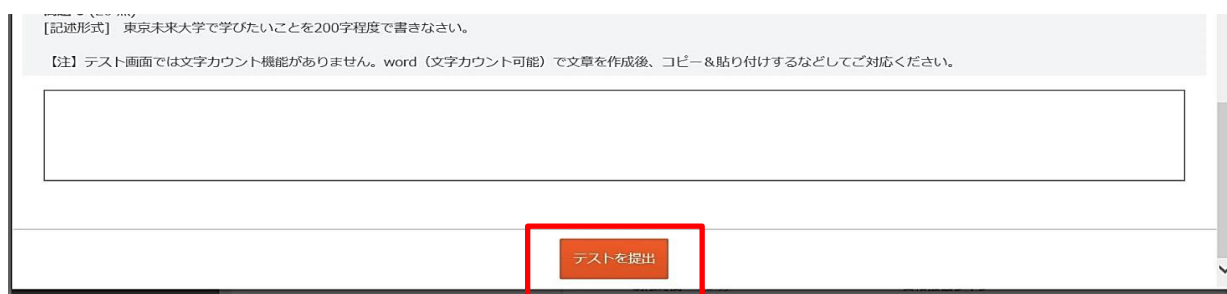 [記述形式] 東京未来大学で学びたいことを200字程度で書きなさい。
【注】テスト画面では文字カウント機能がありません。word（文字カウント可能）で文章を作成後、コピー＆貼り付けするなどしてご対応ください。
テストを提出